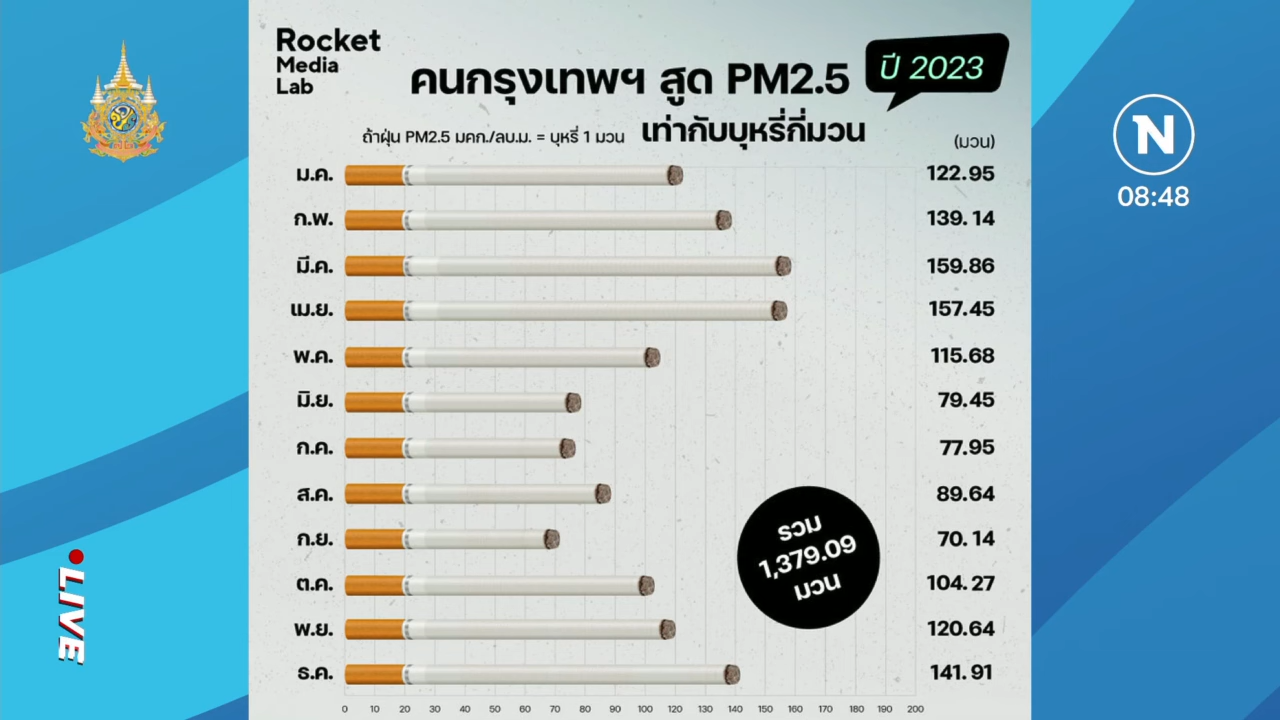 Rocket
Media
Lab
คนกรุงเทพฯ สูด PM2.5
ปี 2023
เท่ากับบุหรี่กี่มวน
ถ้าฝุ่น PM2.5 มคก./ลบ.ม. = บุหรี่ 1 มวน
(มวน)
N
08:48
ม.ค. 122.95
ก.พ. 139.14
มี.ค. 159.86
เม.ย. 157.45
พ.ค. 115.68
มิ.ย. 79.45
ก.ค. 77.95
ส.ค. 89.64
ก.ย. 70.14
ต.ค. 104.27
พ.ย. 120.64
ธ.ค. 141.91
รวม
1,379.09
มวน
0 10 20 30 40 50 60 70 80 90 100 110 120 130 140 150 160 170 180 190 200
LIVE